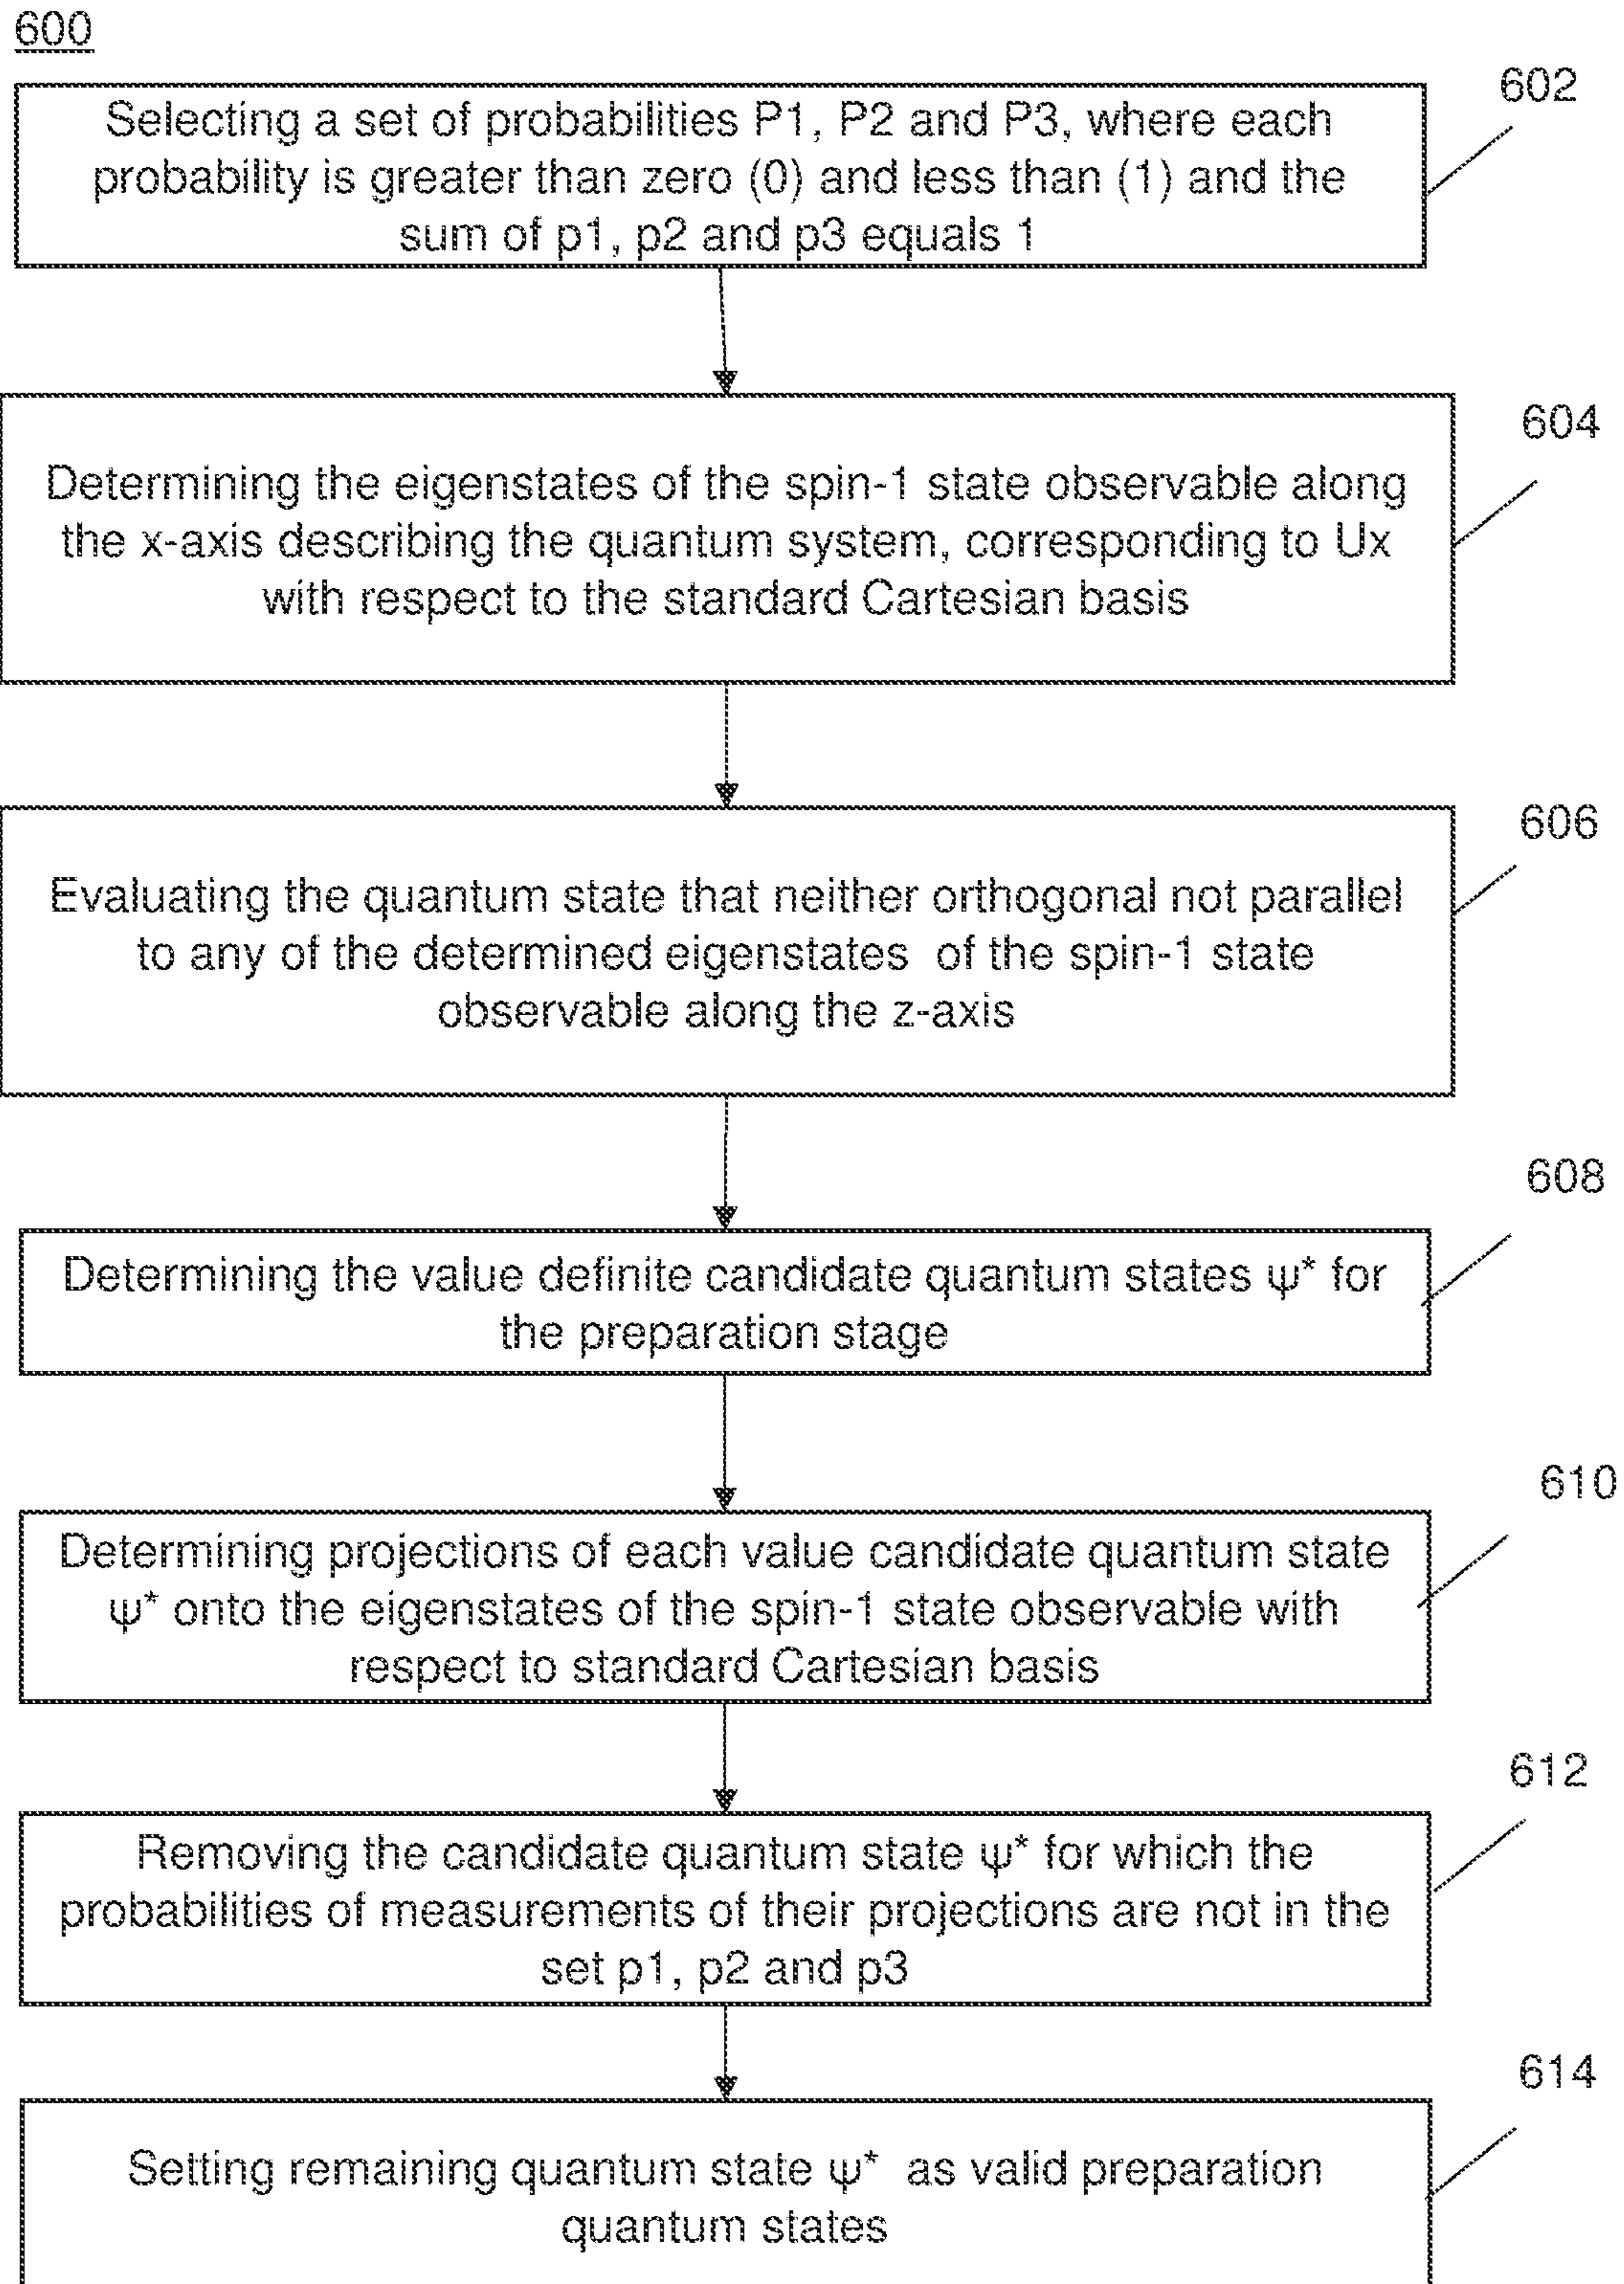 600
602
Selecting a set of probabilities P1, P2 and P3, where each
probability is greater than zero (0) and less than (1) and the
sum of p1, p2 and p3 equals 1
604
Determining the eigenstates of the spin-1 state observable along
the x-axis describing the quantum system, corresponding to Ux
with respect to the standard Cartesian basis
606
Evaluating the quantum state that neither orthogonal not parallel
to any of the determined eigenstates of the spin-1 state
observable along the z-axis
608
Determining the value definite candidate quantum states ψ* for
the preparation stage
610
Determining projections of each value candidate quantum state
ψ* onto the eigenstates of the spin-1 state observable with
respect to standard Cartesian basis
612
Removing the candidate quantum state ψ* for which the
probabilities of measurements of their projections are not in the
set p1, p2 and p3
614
Setting remaining quantum state ψ* as valid preparation
quantum states